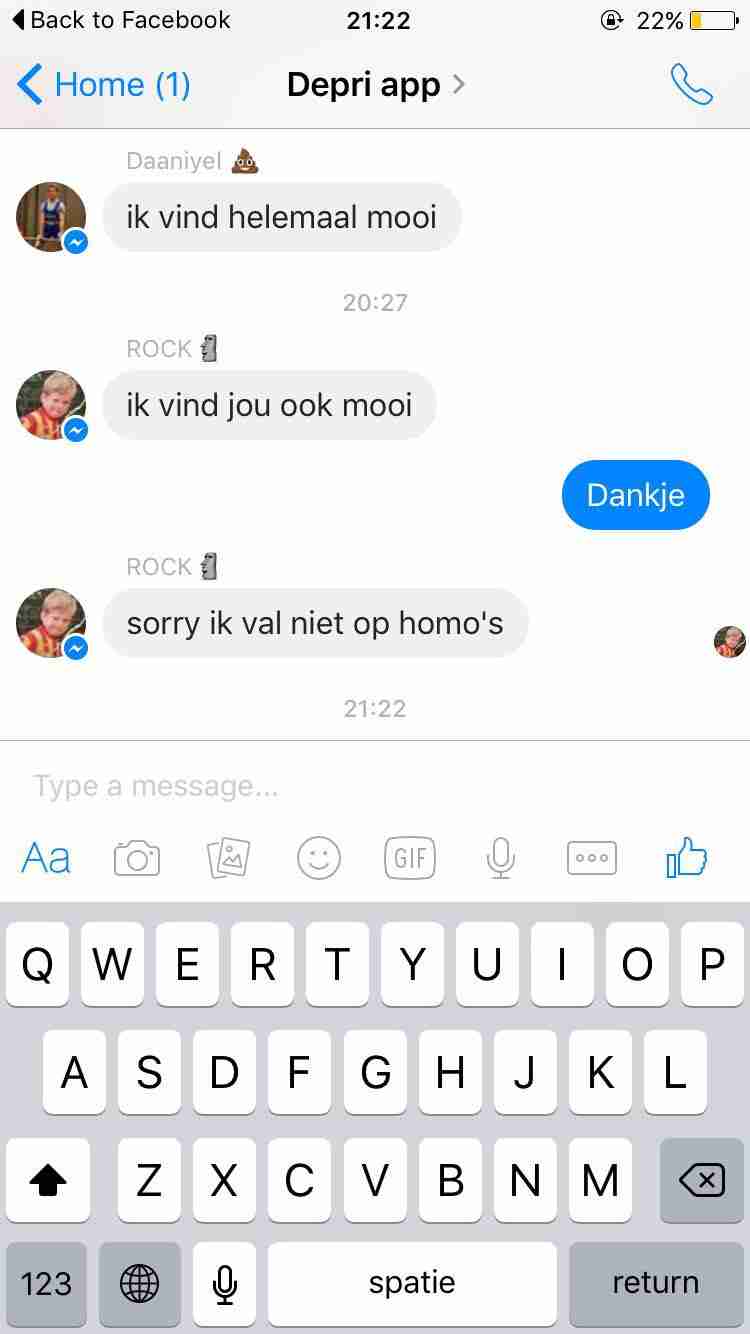 Back to Facebook 21:22 22%
Home (1) Depri app
Daaniyel 💩
ik vind helemaal mooi
20:27
ROCK 🗿
ik vind jou ook mooi
Dankje
ROCK 🗿
sorry ik val niet op homo's
21:22
Type a message...
Aa GIF
Q W E R T Y U I O P
A S D F G H J K L
Z X C V B N M
123 spatie return